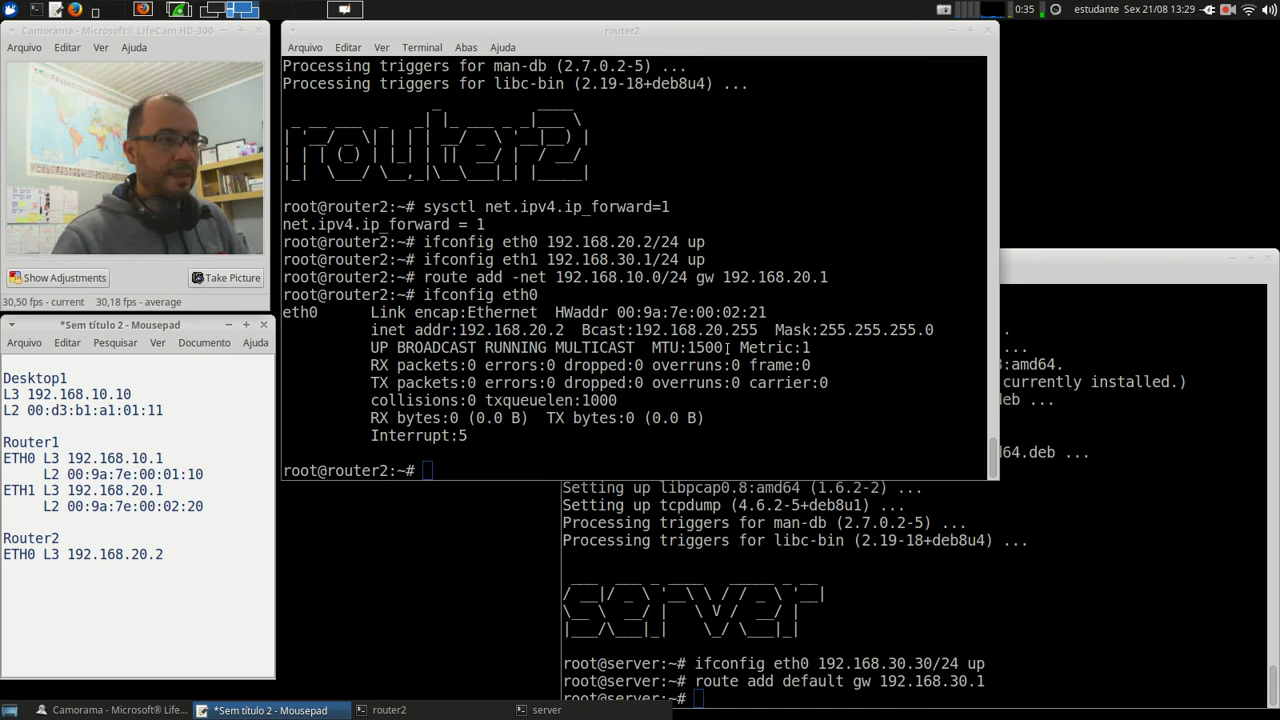 0:35 estudante Sex 21/08 13:29
Camorama - Microsoft® LifeCam HD-300
Arquivo Editar Ver Ajuda
Show Adjustments Take Picture
30,50 fps - current 30,18 fps - average
*Sem título 2 - Mousepad
Arquivo Editar Pesquisar Ver Documento Ajuda
Desktop1
L3 192.168.10.10
L2 00:d3:b1:a1:01:11
Router1
ETH0 L3 192.168.10.1
L2 00:9a:7e:00:01:10
ETH1 L3 192.168.20.1
L2 00:9a:7e:00:02:20
Router2
ETH0 L3 192.168.20.2
router2
Arquivo Editar Ver Terminal Abas Ajuda
Processing triggers for man-db (2.7.0.2-5) ...
Processing triggers for libc-bin (2.19-18+deb8u4) ...
router2
root@router2:~# sysctl net.ipv4.ip_forward=1
net.ipv4.ip_forward = 1
root@router2:~# ifconfig eth0 192.168.20.2/24 up
root@router2:~# ifconfig eth1 192.168.30.1/24 up
root@router2:~# route add -net 192.168.10.0/24 gw 192.168.20.1
root@router2:~# ifconfig eth0
eth0 Link encap:Ethernet HWaddr 00:9a:7e:00:02:21
inet addr:192.168.20.2 Bcast:192.168.20.255 Mask:255.255.255.0
UP BROADCAST RUNNING MULTICAST MTU:1500 Metric:1
RX packets:0 errors:0 dropped:0 overruns:0 frame:0
TX packets:0 errors:0 dropped:0 overruns:0 carrier:0
collisions:0 txqueuelen:1000
RX bytes:0 (0.0 B) TX bytes:0 (0.0 B)
Interrupt:5
root@router2:~#
.
...
8:amd64.
currently installed.)
eb ...
64.deb ...
Setting up libpcap0.8:amd64 (1.6.2-2) ...
Setting up tcpdump (4.6.2-5+deb8u1) ...
Processing triggers for man-db (2.7.0.2-5) ...
Processing triggers for libc-bin (2.19-18+deb8u4) ...
server
root@server:~# ifconfig eth0 192.168.30.30/24 up
root@server:~# route add default gw 192.168.30.1
root@server:~#
Camorama - Microsoft® Life... *Sem título 2 - Mousepad router2 server